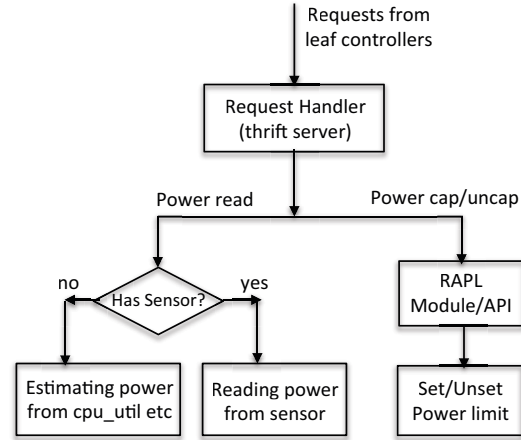 Requests from
leaf controllers
Request Handler
(thrift server)
Power read
Power cap/uncap
no
Has Sensor?
yes
RAPL
Module/API
Estimating power
from cpu_util etc
Reading power
from sensor
Set/Unset
Power limit